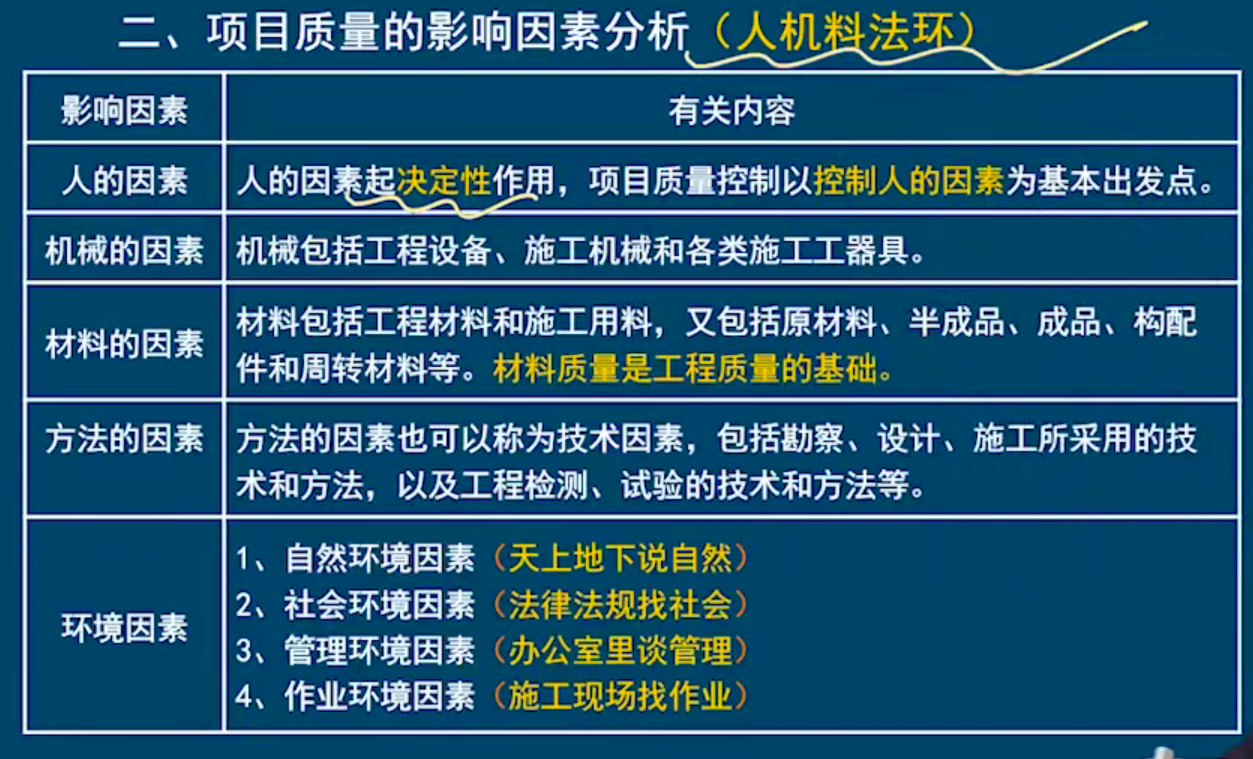 二、项目质量的影响因素分析（人机料法环）
影响因素
有关内容
人的因素
人的因素起决定性作用，项目质量控制以控制人的因素为基本出发点。
机械的因素
机械包括工程设备、施工机械和各类施工工器具。
材料的因素
材料包括工程材料和施工用料，又包括原材料、半成品、成品、构配
件和周转材料等。材料质量是工程质量的基础。
方法的因素
方法的因素也可以称为技术因素，包括勘察、设计、施工所采用的技
术和方法，以及工程检测、试验的技术和方法等。
环境因素
1、自然环境因素（天上地下说自然）
2、社会环境因素（法律法规找社会）
3、管理环境因素（办公室里谈管理）
4、作业环境因素（施工现场找作业）